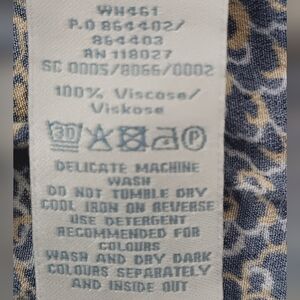 WH461
P.O 864402/
864403
RN 118027
SC 0005/8066/0002
100% Viscose/
Viskose
30
P
DELICATE MACHINE
WASH
DO NOT TUMBLE DRY
COOL IRON ON REVERSE
USE DETERGENT
RECOMMENDED FOR
COLOURS
WASH AND DRY DARK
COLOURS SEPARATELY
AND INSIDE OUT